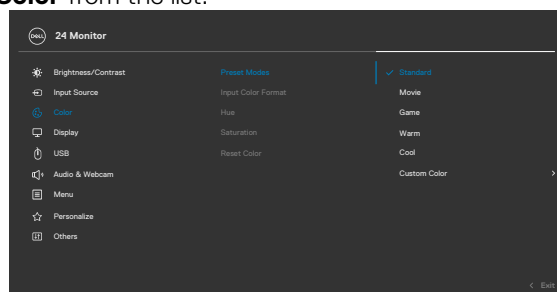 Color from the list.
DELL 24 Monitor
Brightness/Contrast Preset Modes ✓ Standard
Input Source Input Color Format Movie
Color Hue Game
Display Saturation Warm
USB Reset Color Cool
Audio & Webcam Custom Color >
Menu
Personalize
Others
< Exit